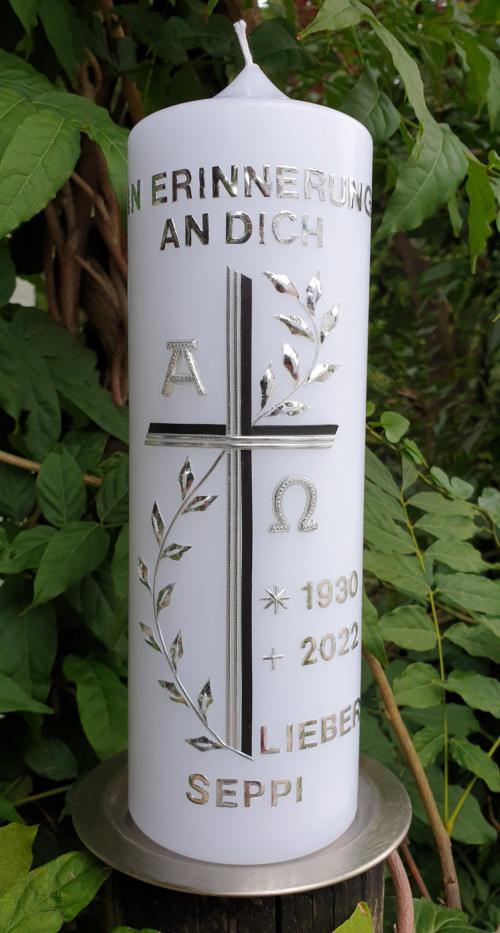 IN ERINNERUNG
AN DICH
Α
Ω
* 1930
+ 2022
LIEBER
SEPPI